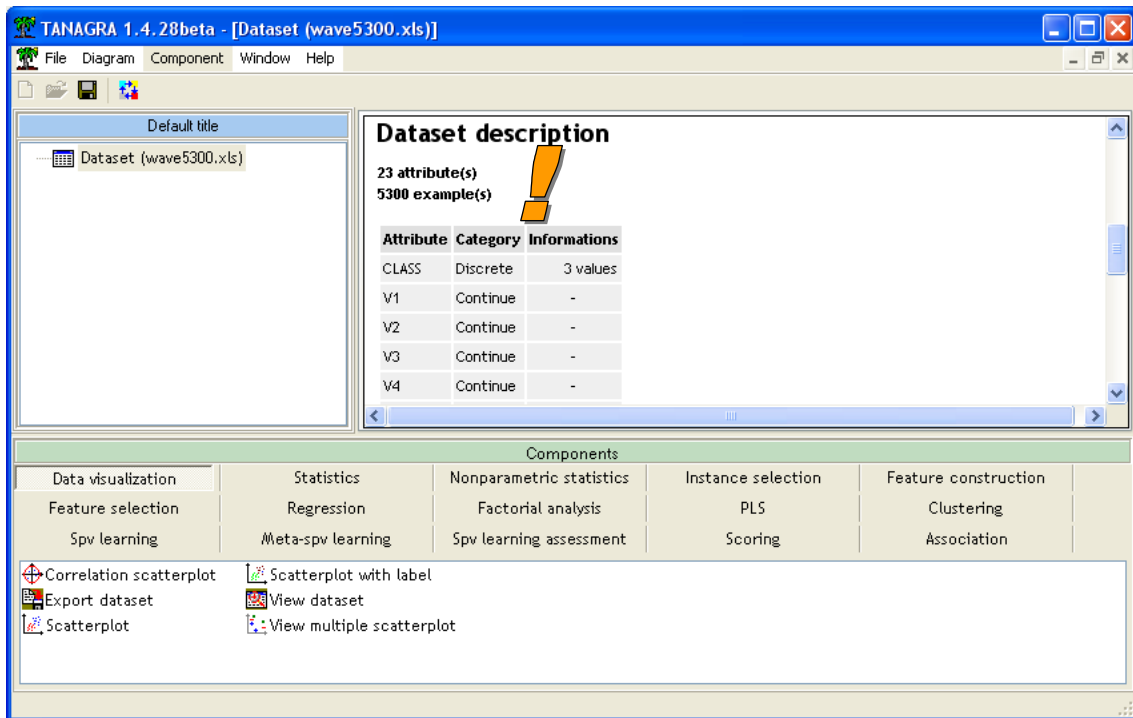 TANAGRA 1.4.28beta - [Dataset (wave5300.xls)]
File Diagram Component Window Help
Default title
Dataset (wave5300.xls)
Dataset description
23 attribute(s)
5300 example(s)
Attribute Category Informations
CLASS Discrete 3 values
V1 Continue -
V2 Continue -
V3 Continue -
V4 Continue -
Components
Data visualization Statistics Nonparametric statistics Instance selection Feature construction
Feature selection Regression Factorial analysis PLS Clustering
Spv learning Meta-spv learning Spv learning assessment Scoring Association
Correlation scatterplot Scatterplot with label
Export dataset View dataset
Scatterplot View multiple scatterplot